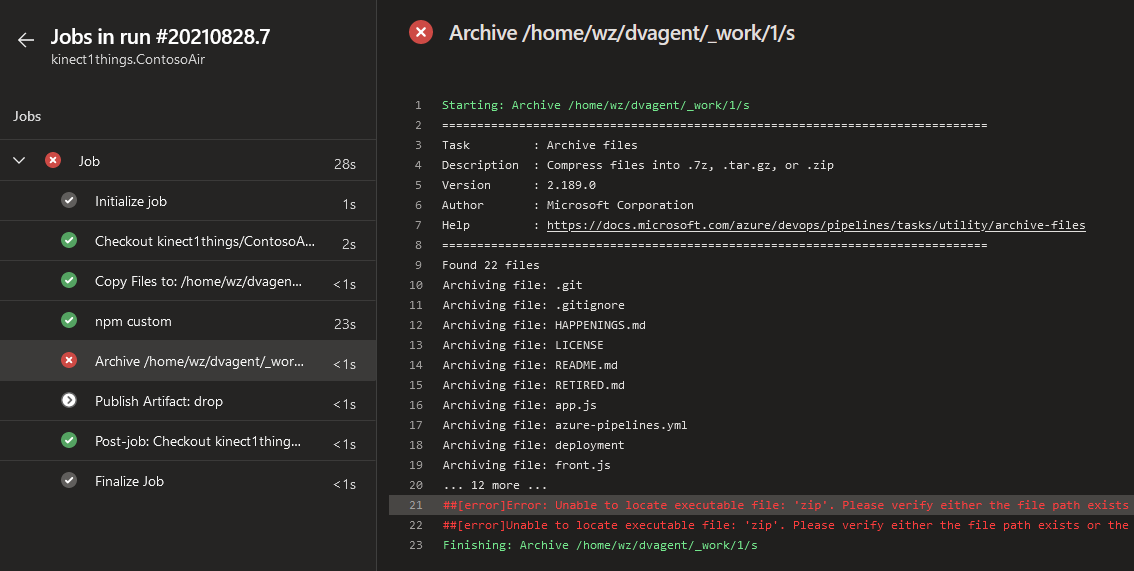 Jobs in run #20210828.7
kinect1things.ContosoAir
Jobs
Job 28s
Initialize job 1s
Checkout kinect1things/ContosoA... 2s
Copy Files to: /home/wz/dvagen... <1s
npm custom 23s
Archive /home/wz/dvagent/_wor... <1s
Publish Artifact: drop <1s
Post-job: Checkout kinect1thing... <1s
Finalize Job <1s
Archive /home/wz/dvagent/_work/1/s
1 Starting: Archive /home/wz/dvagent/_work/1/s
2 ==============================================================================
3 Task : Archive files
4 Description : Compress files into .7z, .tar.gz, or .zip
5 Version : 2.189.0
6 Author : Microsoft Corporation
7 Help : https://docs.microsoft.com/azure/devops/pipelines/tasks/utility/archive-files
8 ==============================================================================
9 Found 22 files
10 Archiving file: .git
11 Archiving file: .gitignore
12 Archiving file: HAPPENINGS.md
13 Archiving file: LICENSE
14 Archiving file: README.md
15 Archiving file: RETIRED.md
16 Archiving file: app.js
17 Archiving file: azure-pipelines.yml
18 Archiving file: deployment
19 Archiving file: front.js
20 ... 12 more ...
21 ##[error]Error: Unable to locate executable file: 'zip'. Please verify either the file path exists
22 ##[error]Unable to locate executable file: 'zip'. Please verify either the file path exists or the
23 Finishing: Archive /home/wz/dvagent/_work/1/s